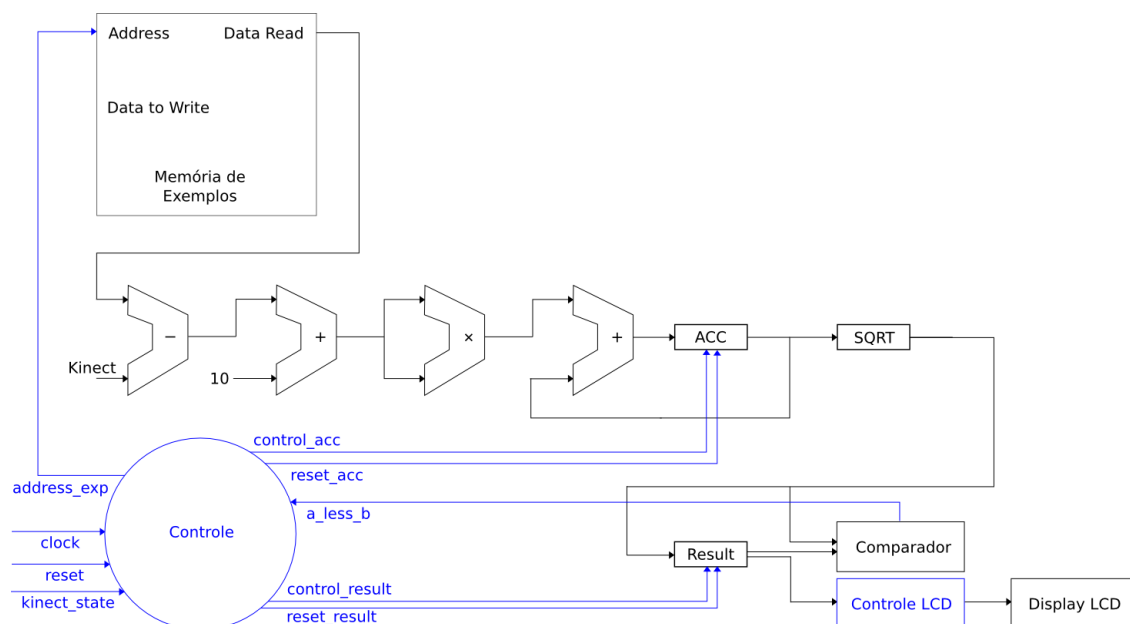 Address
Data Read
Data to Write
Memória de
Exemplos
−
+
×
+
ACC
SQRT
Kinect
10
control_acc
reset_acc
address_exp
a_less_b
Controle
clock
reset
kinect_state
Result
Comparador
control_result
reset_result
Controle LCD
Display LCD